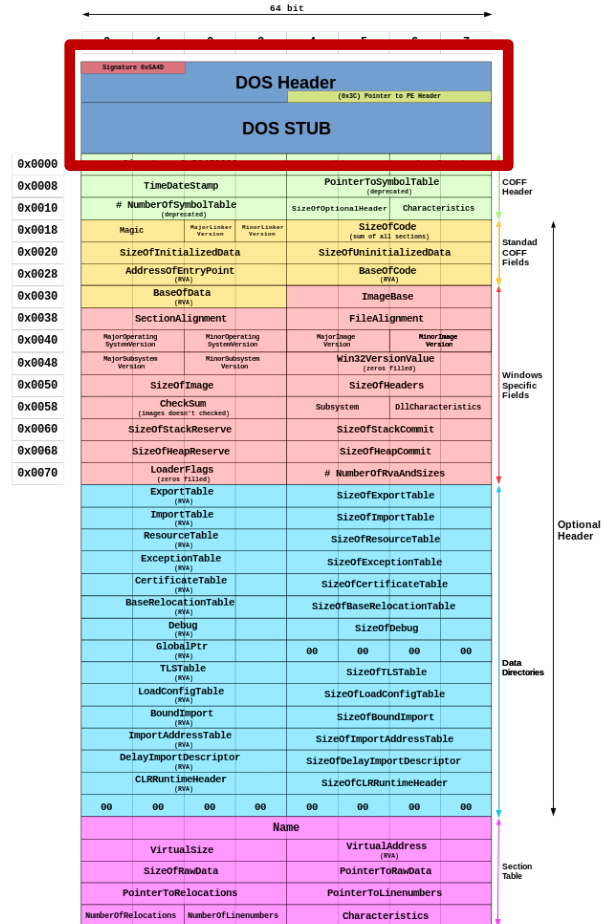 64 bit
Signature 0x5A4D
DOS Header
(0x3C) Pointer to PE Header
DOS STUB
0x0000
0x0008 TimeDateStamp PointerToSymbolTable
(deprecated)
COFF
Header
0x0010 # NumberOfSymbolTable SizeOfOptionalHeader Characteristics
(deprecated)
0x0018 Magic MajorLinker MinorLinker SizeOfCode
Version Version (sum of all sections)
0x0020 SizeOfInitializedData SizeOfUninitializedData
Standad
COFF
Fields
0x0028 AddressOfEntryPoint BaseOfCode
(RVA) (RVA)
0x0030 BaseOfData ImageBase
(RVA)
0x0038 SectionAlignment FileAlignment
0x0040 MajorOperating MinorOperating MajorImage MinorImage
SystemVersion SystemVersion Version Version
0x0048 MajorSubsystem MinorSubsystem Win32VersionValue
Version Version (zeros filled)
0x0050 SizeOfImage SizeOfHeaders
Windows
Specific
Fields
0x0058 CheckSum Subsystem DllCharacteristics
(images doesn't checked)
0x0060 SizeOfStackReserve SizeOfStackCommit
0x0068 SizeOfHeapReserve SizeOfHeapCommit
0x0070 LoaderFlags # NumberOfRvaAndSizes
(zeros filled)
ExportTable SizeOfExportTable
(RVA)
ImportTable SizeOfImportTable
(RVA)
Optional
Header
ResourceTable SizeOfResourceTable
(RVA)
ExceptionTable SizeOfExceptionTable
(RVA)
CertificateTable SizeOfCertificateTable
(RVA)
BaseRelocationTable SizeOfBaseRelocationTable
(RVA)
Debug SizeOfDebug
(RVA)
GlobalPtr 00 00 00 00
(RVA)
Data
Directories
TLSTable SizeOfTLSTable
(RVA)
LoadConfigTable SizeOfLoadConfigTable
(RVA)
BoundImport SizeOfBoundImport
(RVA)
ImportAddressTable SizeOfImportAddressTable
(RVA)
DelayImportDescriptor SizeOfDelayImportDescriptor
(RVA)
CLRRuntimeHeader SizeOfCLRRuntimeHeader
(RVA)
00 00 00 00 00 00 00 00
Name
VirtualSize VirtualAddress
(RVA)
SizeOfRawData PointerToRawData
Section
Table
PointerToRelocations PointerToLinenumbers
NumberOfRelocations NumberOfLinenumbers Characteristics